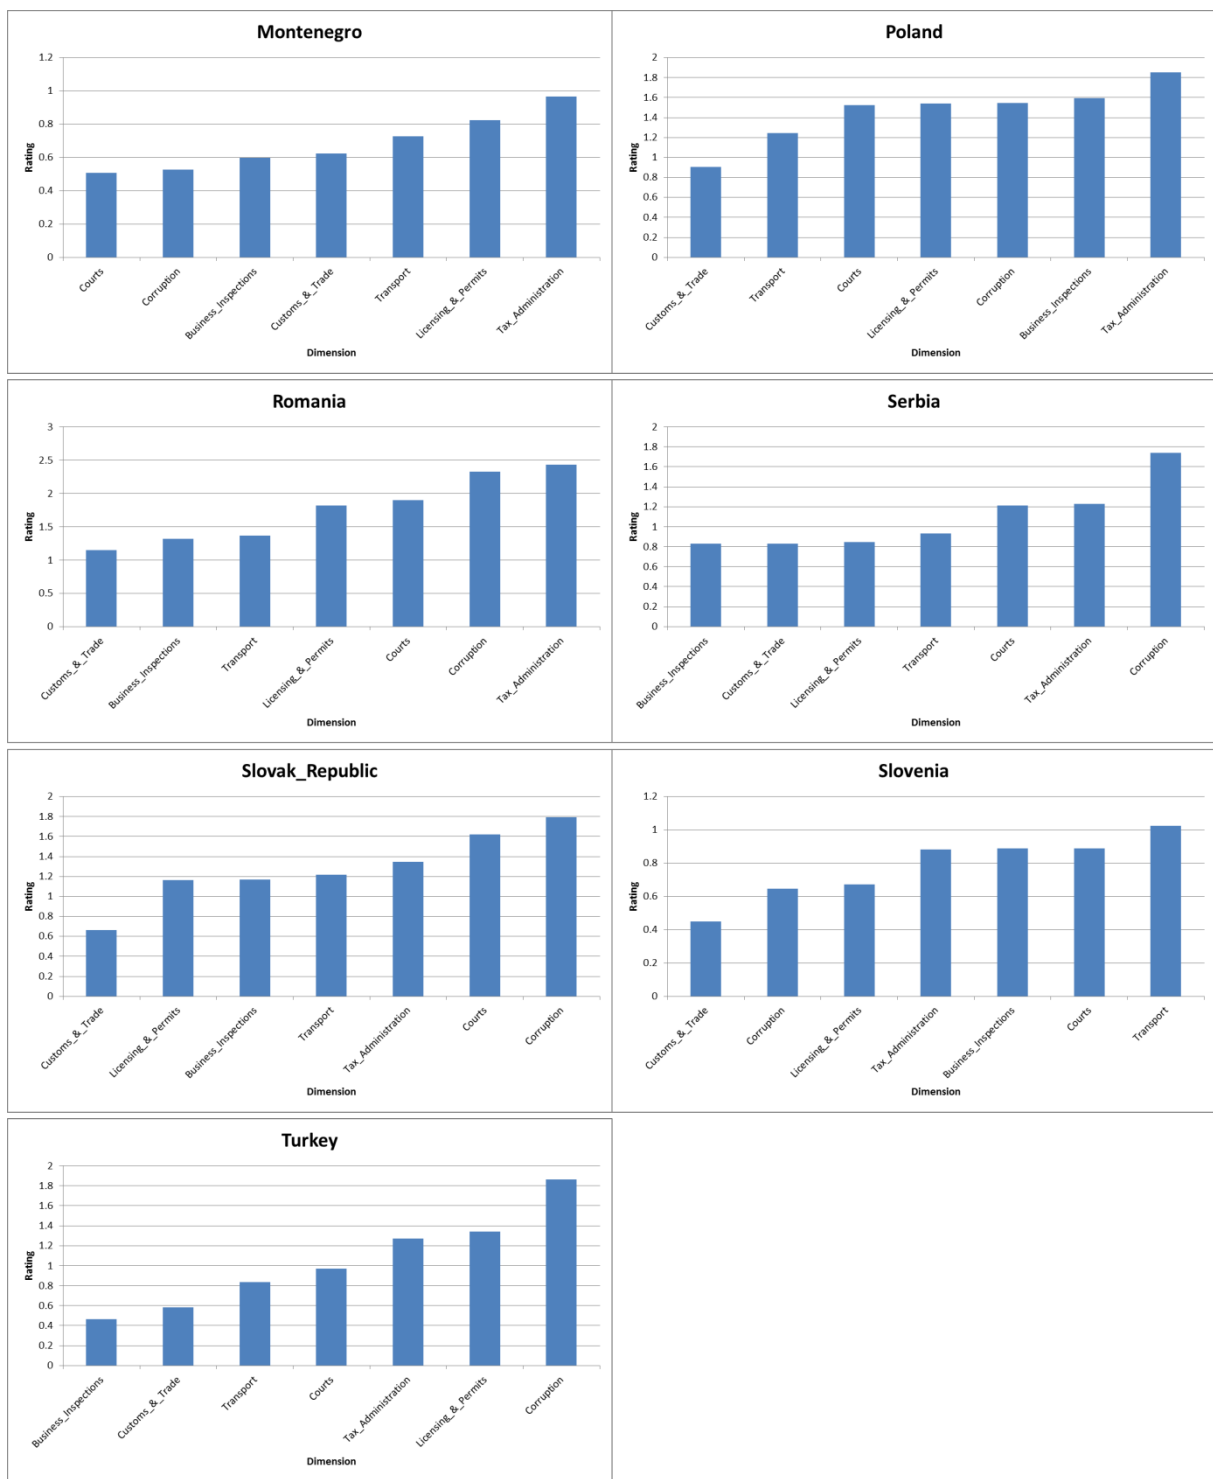 Montenegro
1.2
1
0.8
0.6
0.4
0.2
0
Rating
Courts
Corruption
Business_Inspections
Customs_&_Trade
Transport
Licensing_&_Permits
Tax_Administration
Dimension
Poland
2
1.8
1.6
1.4
1.2
1
0.8
0.6
0.4
0.2
0
Rating
Customs_&_Trade
Transport
Courts
Licensing_&_Permits
Corruption
Business_Inspections
Tax_Administration
Dimension
Romania
3
2.5
2
1.5
1
0.5
0
Rating
Customs_&_Trade
Business_Inspections
Transport
Licensing_&_Permits
Courts
Corruption
Tax_Administration
Dimension
Serbia
2
1.8
1.6
1.4
1.2
1
0.8
0.6
0.4
0.2
0
Rating
Business_Inspections
Customs_&_Trade
Licensing_&_Permits
Transport
Courts
Tax_Administration
Corruption
Dimension
Slovak_Republic
2
1.8
1.6
1.4
1.2
1
0.8
0.6
0.4
0.2
0
Rating
Customs_&_Trade
Licensing_&_Permits
Business_Inspections
Transport
Tax_Administration
Courts
Corruption
Dimension
Slovenia
1.2
1
0.8
0.6
0.4
0.2
0
Rating
Customs_&_Trade
Corruption
Licensing_&_Permits
Tax_Administration
Business_Inspections
Courts
Transport
Dimension
Turkey
2
1.8
1.6
1.4
1.2
1
0.8
0.6
0.4
0.2
0
Rating
Business_Inspections
Customs_&_Trade
Transport
Courts
Tax_Administration
Licensing_&_Permits
Corruption
Dimension